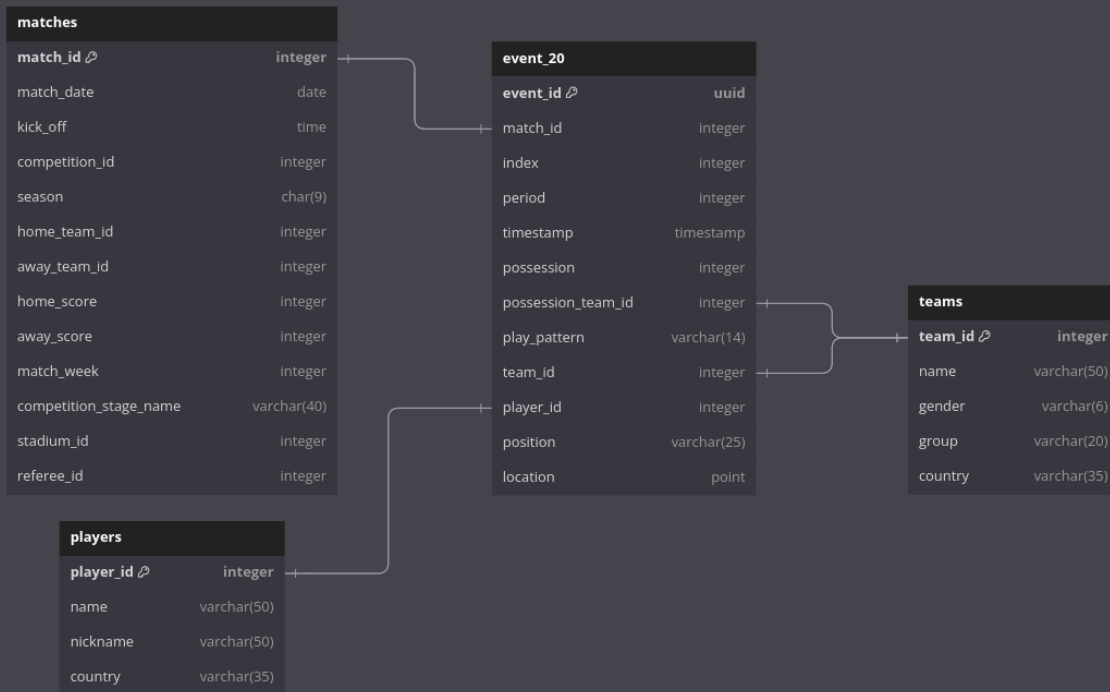 matches
match_id integer
match_date date
kick_off time
competition_id integer
season char(9)
home_team_id integer
away_team_id integer
home_score integer
away_score integer
match_week integer
competition_stage_name varchar(40)
stadium_id integer
referee_id integer
event_20
event_id uuid
match_id integer
index integer
period integer
timestamp timestamp
possession integer
possession_team_id integer
play_pattern varchar(14)
team_id integer
player_id integer
position varchar(25)
location point
teams
team_id integer
name varchar(50)
gender varchar(6)
group varchar(20)
country varchar(35)
players
player_id integer
name varchar(50)
nickname varchar(50)
country varchar(35)